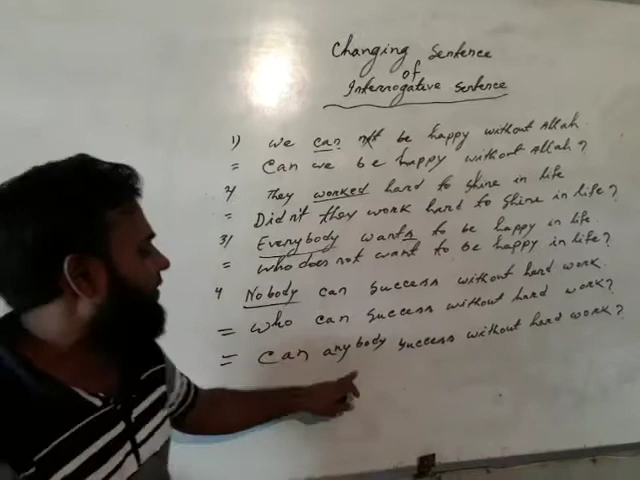 Changing Sentence
of
Interrogative Sentence
1) We can not be happy without Allah.
= Can we be happy without Allah?
2) They worked hard to shine in life
= Didn't they work hard to shine in life?
3) Everybody wants to be happy in life.
= who does not want to be happy in life?
4 Nobody can success without hard work.
= who can success without hard work?
= Can anybody success without hard work?